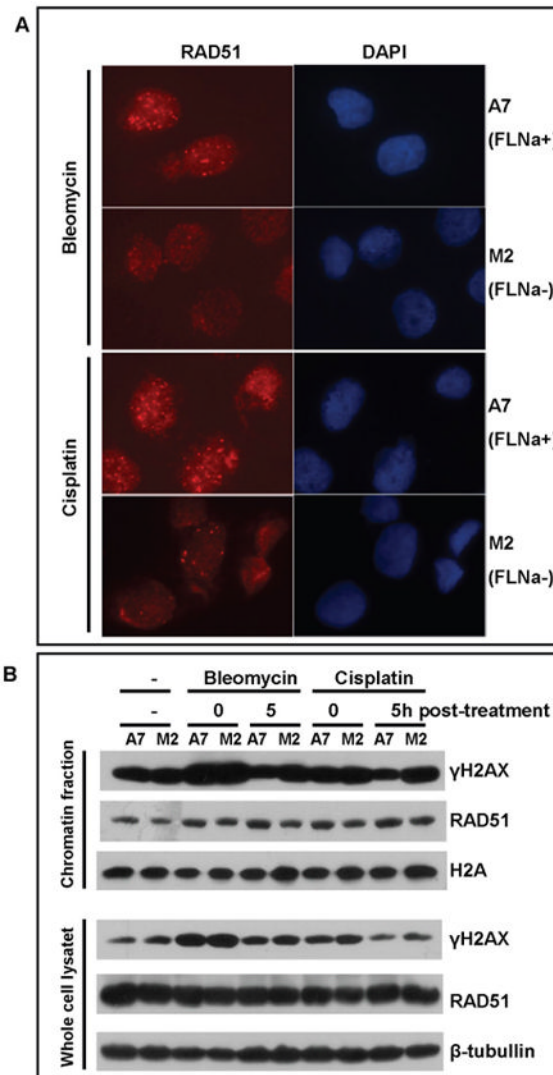 A
RAD51 DAPI
Bleomycin
A7
(FLNa+)
M2
(FLNa-)
Cisplatin
A7
(FLNa+)
M2
(FLNa-)
B
- Bleomycin Cisplatin
- 0 5 0 5h post-treatment
A7 M2 A7 M2 A7 M2 A7 M2 A7 M2
Chromatin fraction
γH2AX
RAD51
H2A
Whole cell lysatet
γH2AX
RAD51
β-tubullin